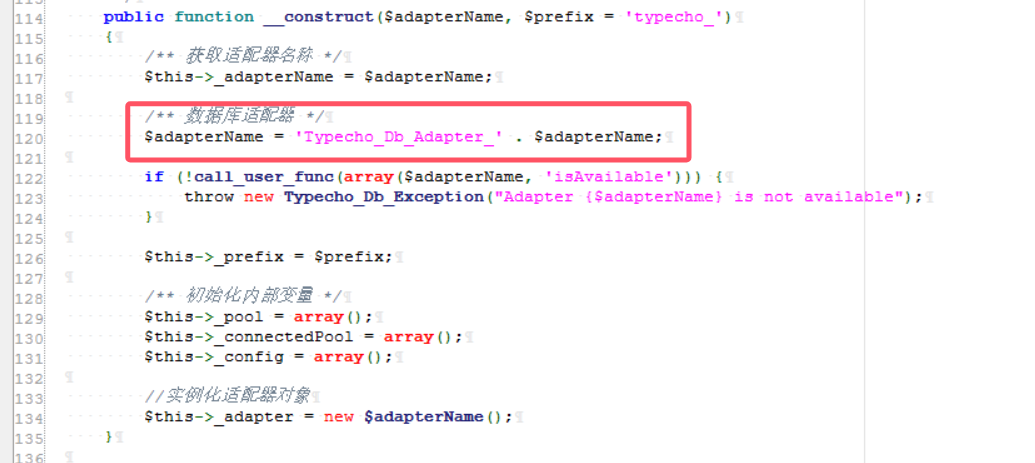 113 */
114 public function __construct($adapterName, $prefix = 'typecho_')¶
115 {¶
116 /** 获取适配器名称 */¶
117 $this->_adapterName = $adapterName;¶
118 ¶
119 /** 数据库适配器 */¶
120 $adapterName = 'Typecho_Db_Adapter_' . $adapterName;¶
121 ¶
122 if (!call_user_func(array($adapterName, 'isAvailable'))) {¶
123 throw new Typecho_Db_Exception("Adapter {$adapterName} is not available");¶
124 }¶
125 ¶
126 $this->_prefix = $prefix;¶
127 ¶
128 /** 初始化内部变量 */¶
129 $this->_pool = array();¶
130 $this->_connectedPool = array();¶
131 $this->_config = array();¶
132 ¶
133 //实例化适配器对象¶
134 $this->_adapter = new $adapterName();¶
135 }¶
136 ¶